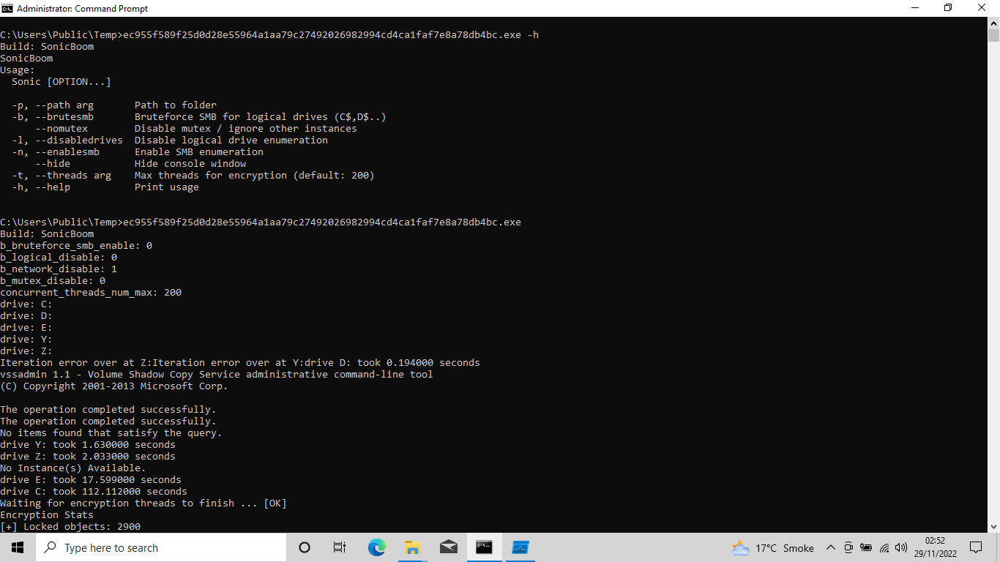 Administrator: Command Prompt
C:\Users\Public\Temp>ec955f589f25d0d28e55964a1aa79c27492026982994cd4ca1faf7e8a78db4bc.exe -h
Build: SonicBoom
SonicBoom
Usage:
  Sonic [OPTION...]
  -p, --path arg       Path to folder
  -b, --brutesmb       Bruteforce SMB for logical drives (C$,D$..)
      --nomutex        Disable mutex / ignore other instances
  -l, --disabledrives  Disable logical drive enumeration
  -n, --enablesmb      Enable SMB enumeration
      --hide           Hide console window
  -t, --threads arg    Max threads for encryption (default: 200)
  -h, --help           Print usage
C:\Users\Public\Temp>ec955f589f25d0d28e55964a1aa79c27492026982994cd4ca1faf7e8a78db4bc.exe
Build: SonicBoom
b_bruteforce_smb_enable: 0
b_logical_disable: 0
b_network_disable: 1
b_mutex_disable: 0
concurrent_threads_num_max: 200
drive: C:
drive: D:
drive: E:
drive: Y:
drive: Z:
Iteration error over at Z:Iteration error over at Y:drive D: took 0.194000 seconds
vssadmin 1.1 - Volume Shadow Copy Service administrative command-line tool
(C) Copyright 2001-2013 Microsoft Corp.
The operation completed successfully.
The operation completed successfully.
No items found that satisfy the query.
drive Y: took 1.630000 seconds
drive Z: took 2.033000 seconds
No Instance(s) Available.
drive E: took 17.599000 seconds
drive C: took 112.112000 seconds
Waiting for encryption threads to finish ... [OK]
Encryption Stats
[+] Locked objects: 2900
Type here to search
17°C Smoke
02:52
29/11/2022